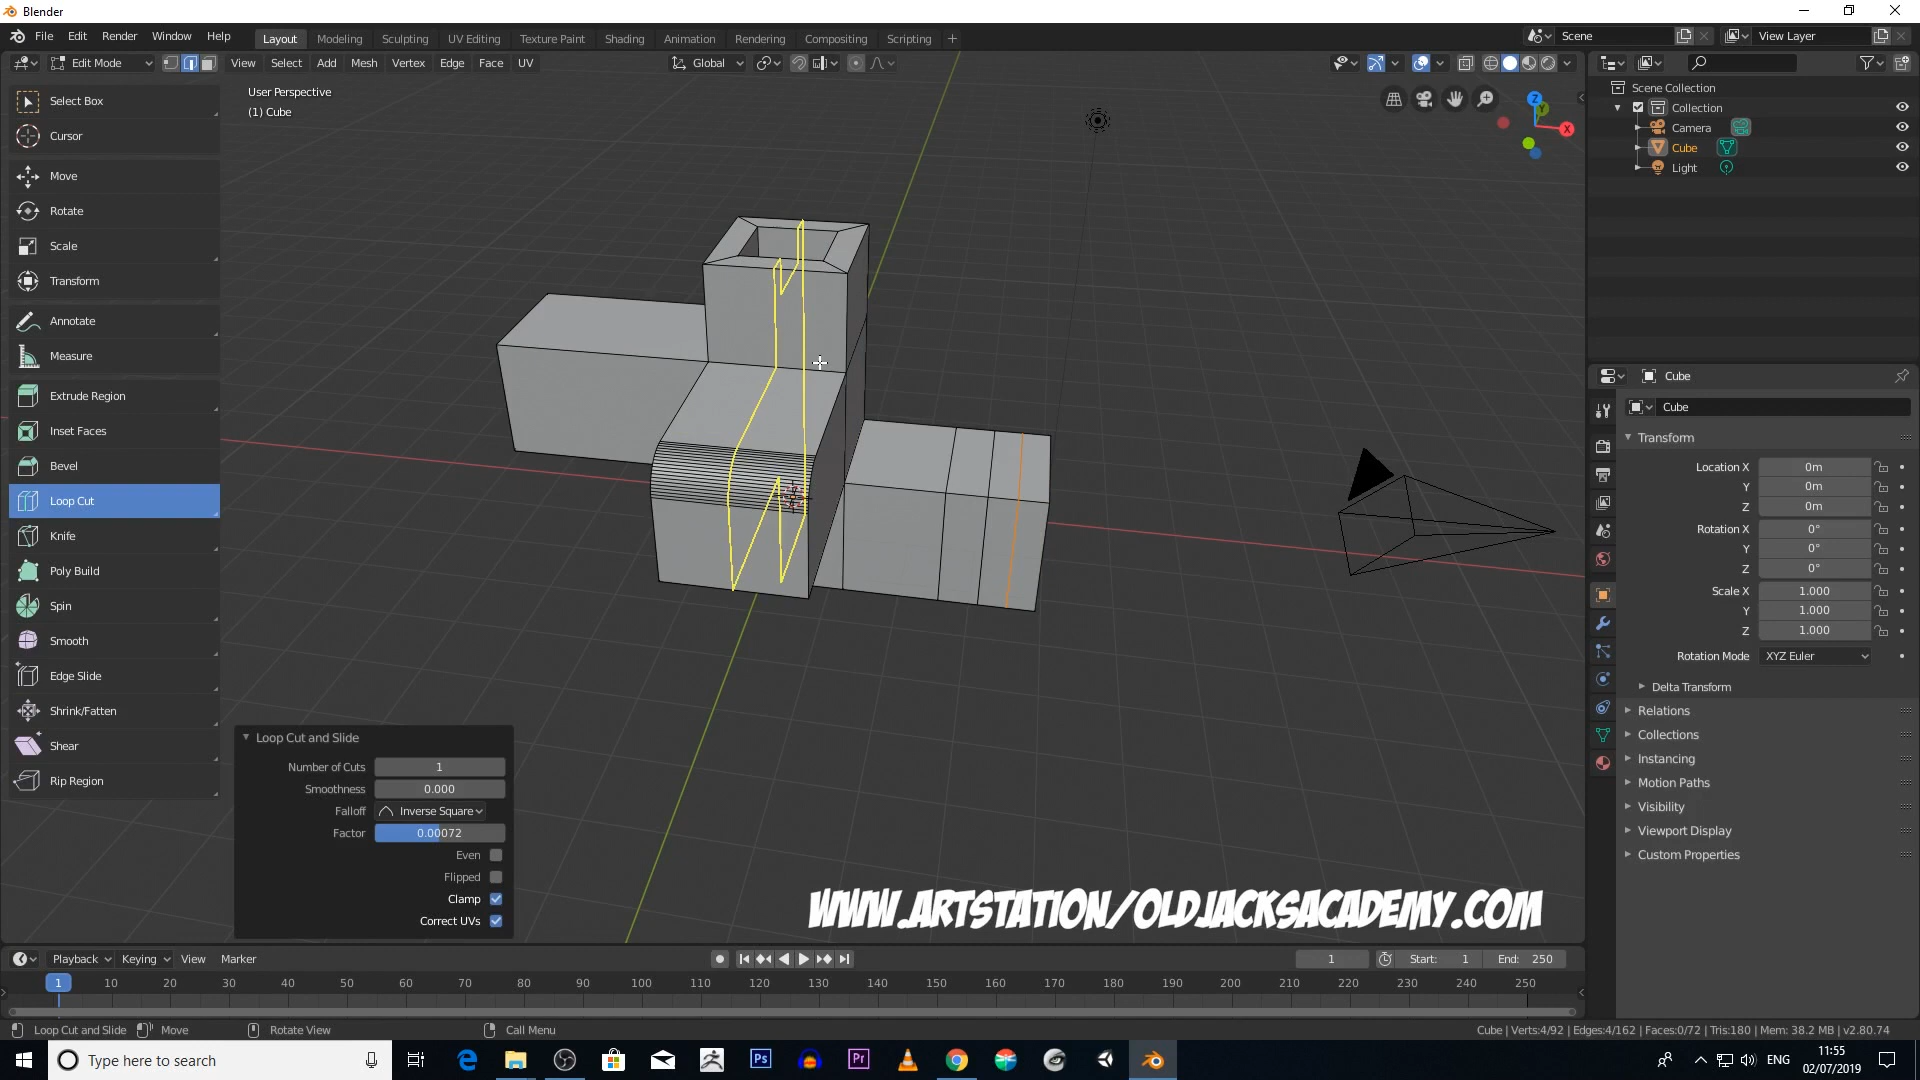 Blender
File Edit Render Window Help
Layout Modeling Sculpting UV Editing Texture Paint Shading Animation Rendering Compositing Scripting +
Scene View Layer
Edit Mode View Select Add Mesh Vertex Edge Face UV Global
Select Box
Cursor
Move
Rotate
Scale
Transform
Annotate
Measure
Extrude Region
Inset Faces
Bevel
Loop Cut
Knife
Poly Build
Spin
Smooth
Edge Slide
Shrink/Fatten
Shear
Rip Region
User Perspective
(1) Cube
Z
Y
X
Loop Cut and Slide
Number of Cuts 1
Smoothness 0.000
Falloff Inverse Square
Factor 0.00072
Even
Flipped
Clamp
Correct UVs
WWW.ARTSTATION/OLDJACKSACADEMY.COM
Scene Collection
Collection
Camera
Cube
Light
Cube
Cube
Transform
Location X 0m
Y 0m
Z 0m
Rotation X 0°
Y 0°
Z 0°
Scale X 1.000
Y 1.000
Z 1.000
Rotation Mode XYZ Euler
Delta Transform
Relations
Collections
Instancing
Motion Paths
Visibility
Viewport Display
Custom Properties
Playback Keying View Marker 1 Start: 1 End: 250
1 10 20 30 40 50 60 70 80 90 100 110 120 130 140 150 160 170 180 190 200 210 220 230 240 250
Loop Cut and Slide Move Rotate View Call Menu Cube | Verts:4/92 | Edges:4/162 | Faces:0/72 | Tris:180 | Mem: 38.2 MB | v2.80.74
Type here to search Ps Pr ENG 11:55
02/07/2019